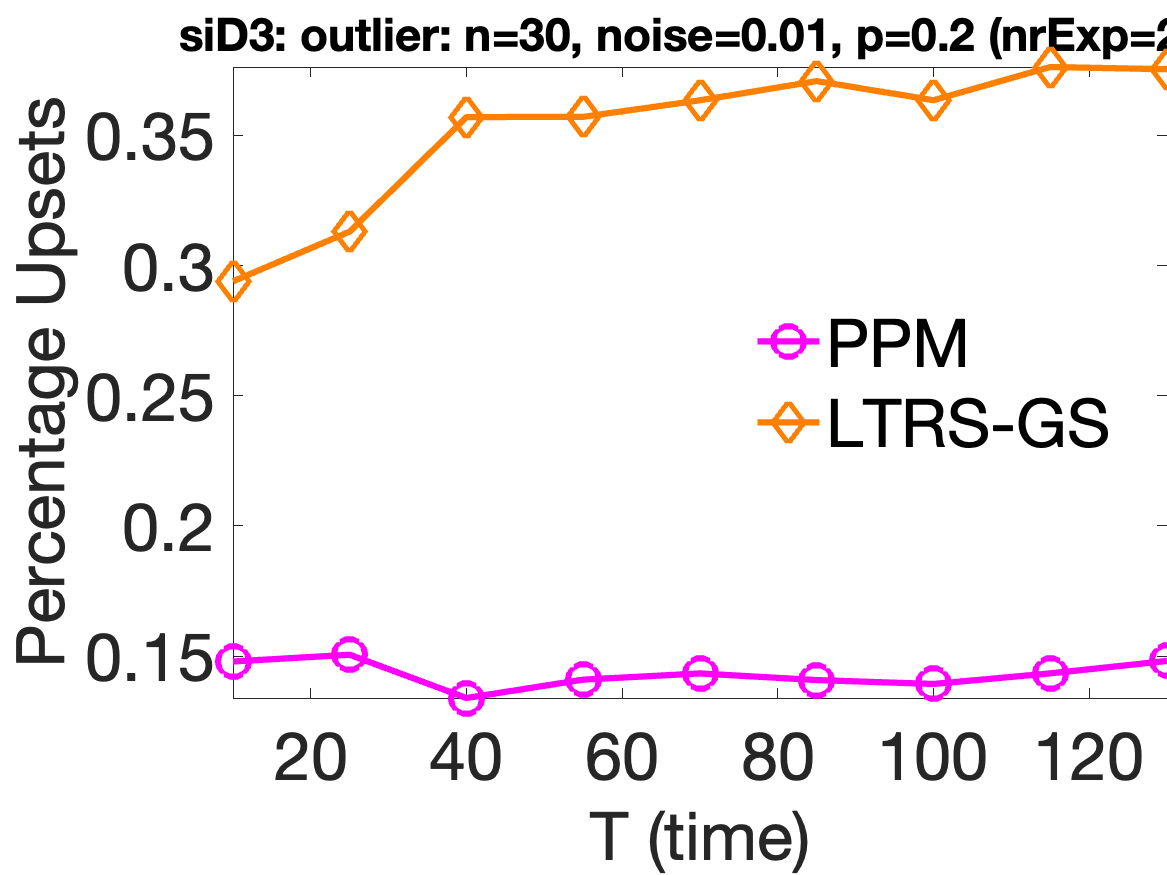 siD3: outlier: n=30, noise=0.01, p=0.2 (nrExp=2
Percentage Upsets
0.35
0.3
0.25
0.2
0.15
PPM
LTRS-GS
20 40 60 80 100 120
T (time)